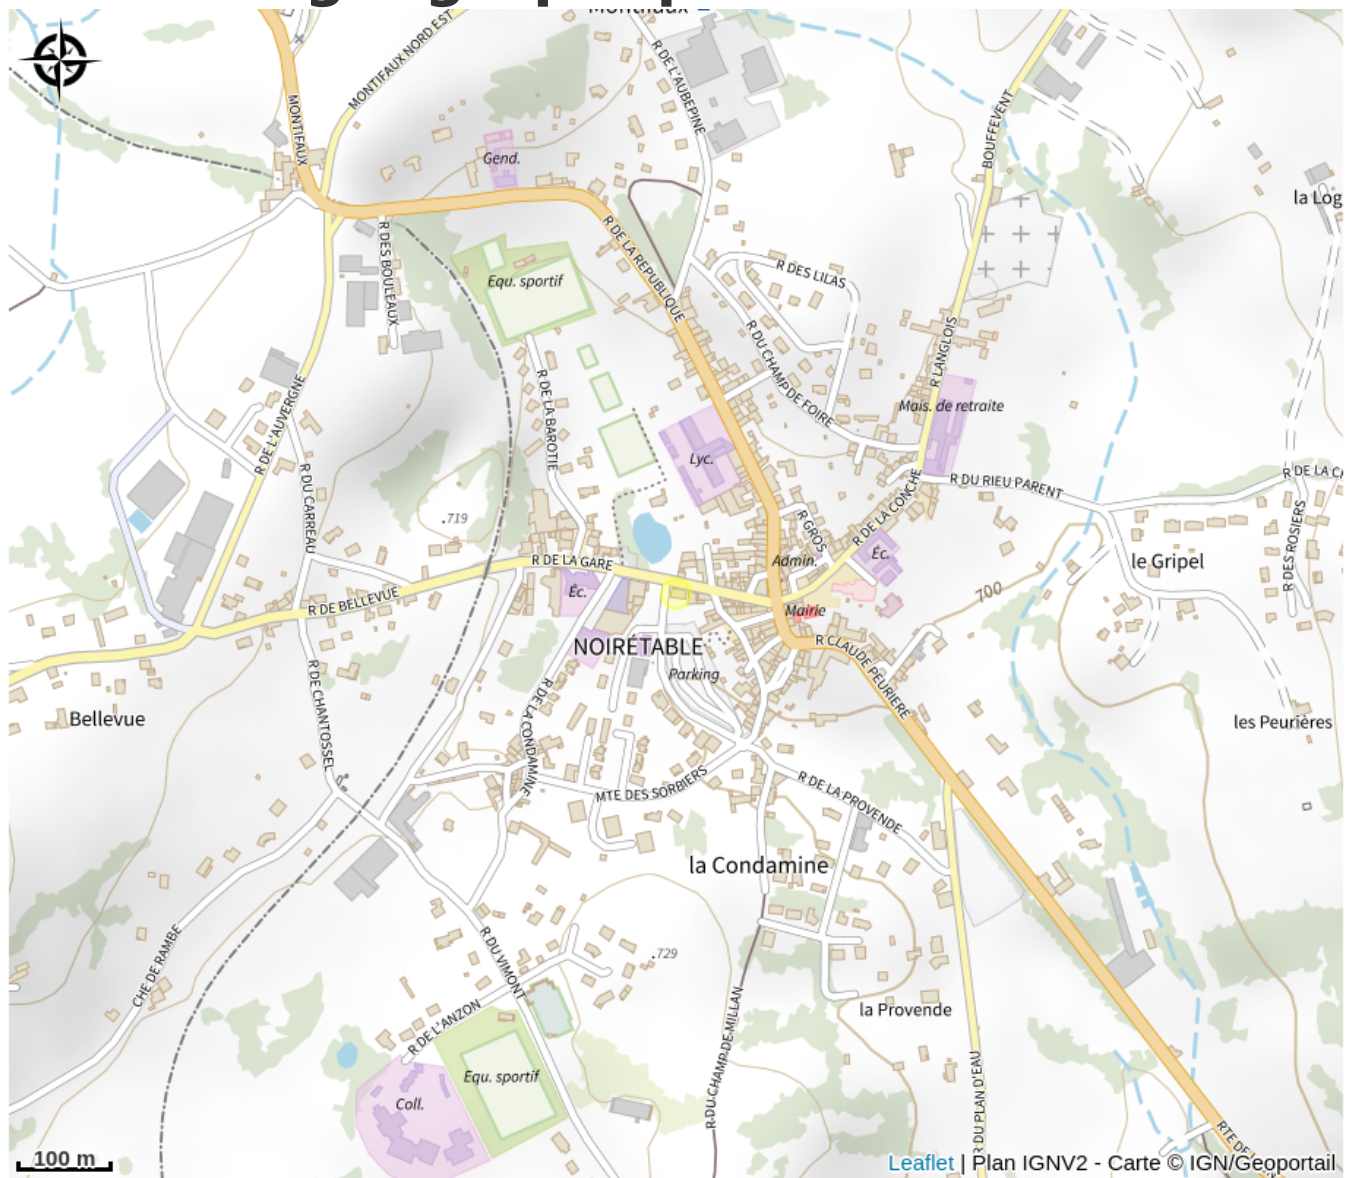 MONTIFAUX NORD EST
R DE L'AUBEPINE
MONTIFAUX
BOUFFEVENT
Gend.
la Log
R DES BOULEAUX
R DE LA REPUBLIQUE
Equ. sportif
R DES LILAS
R DU CHAMP DE FOIRE
R LANGLOIS
R DE L'AUVERGNE
R DE LA BAROTIE
Mais. de retraite
Lyc.
R DU CARREAU
R DU RIEU PARENT
R DE LA CH
.719
R GROS
R DE LA CONCHE
R DES ROSIERS
R DE LA GARE
Admin.
Éc.
le Gripel
Éc.
R DE BELLEVUE
Mairie
700
NOIRÉTABLE
R CLAUDE PEURIERE
Parking
R DE CHANTOSSEL
R DE LA CONDAMINE
Bellevue
les Peurières
MTE DES SORBIERS
R DE LA PROVENDE
la Condamine
CHE DE RAMBE
R DU VIMONT
.729
R DE L'ANZON
R DU CHAMP DE MILLAN
la Provende
Equ. sportif
Coll.
R DU PLAN D'EAU
RTE DE
100 m
Leaflet | Plan IGNV2 - Carte © IGN/Geoportail